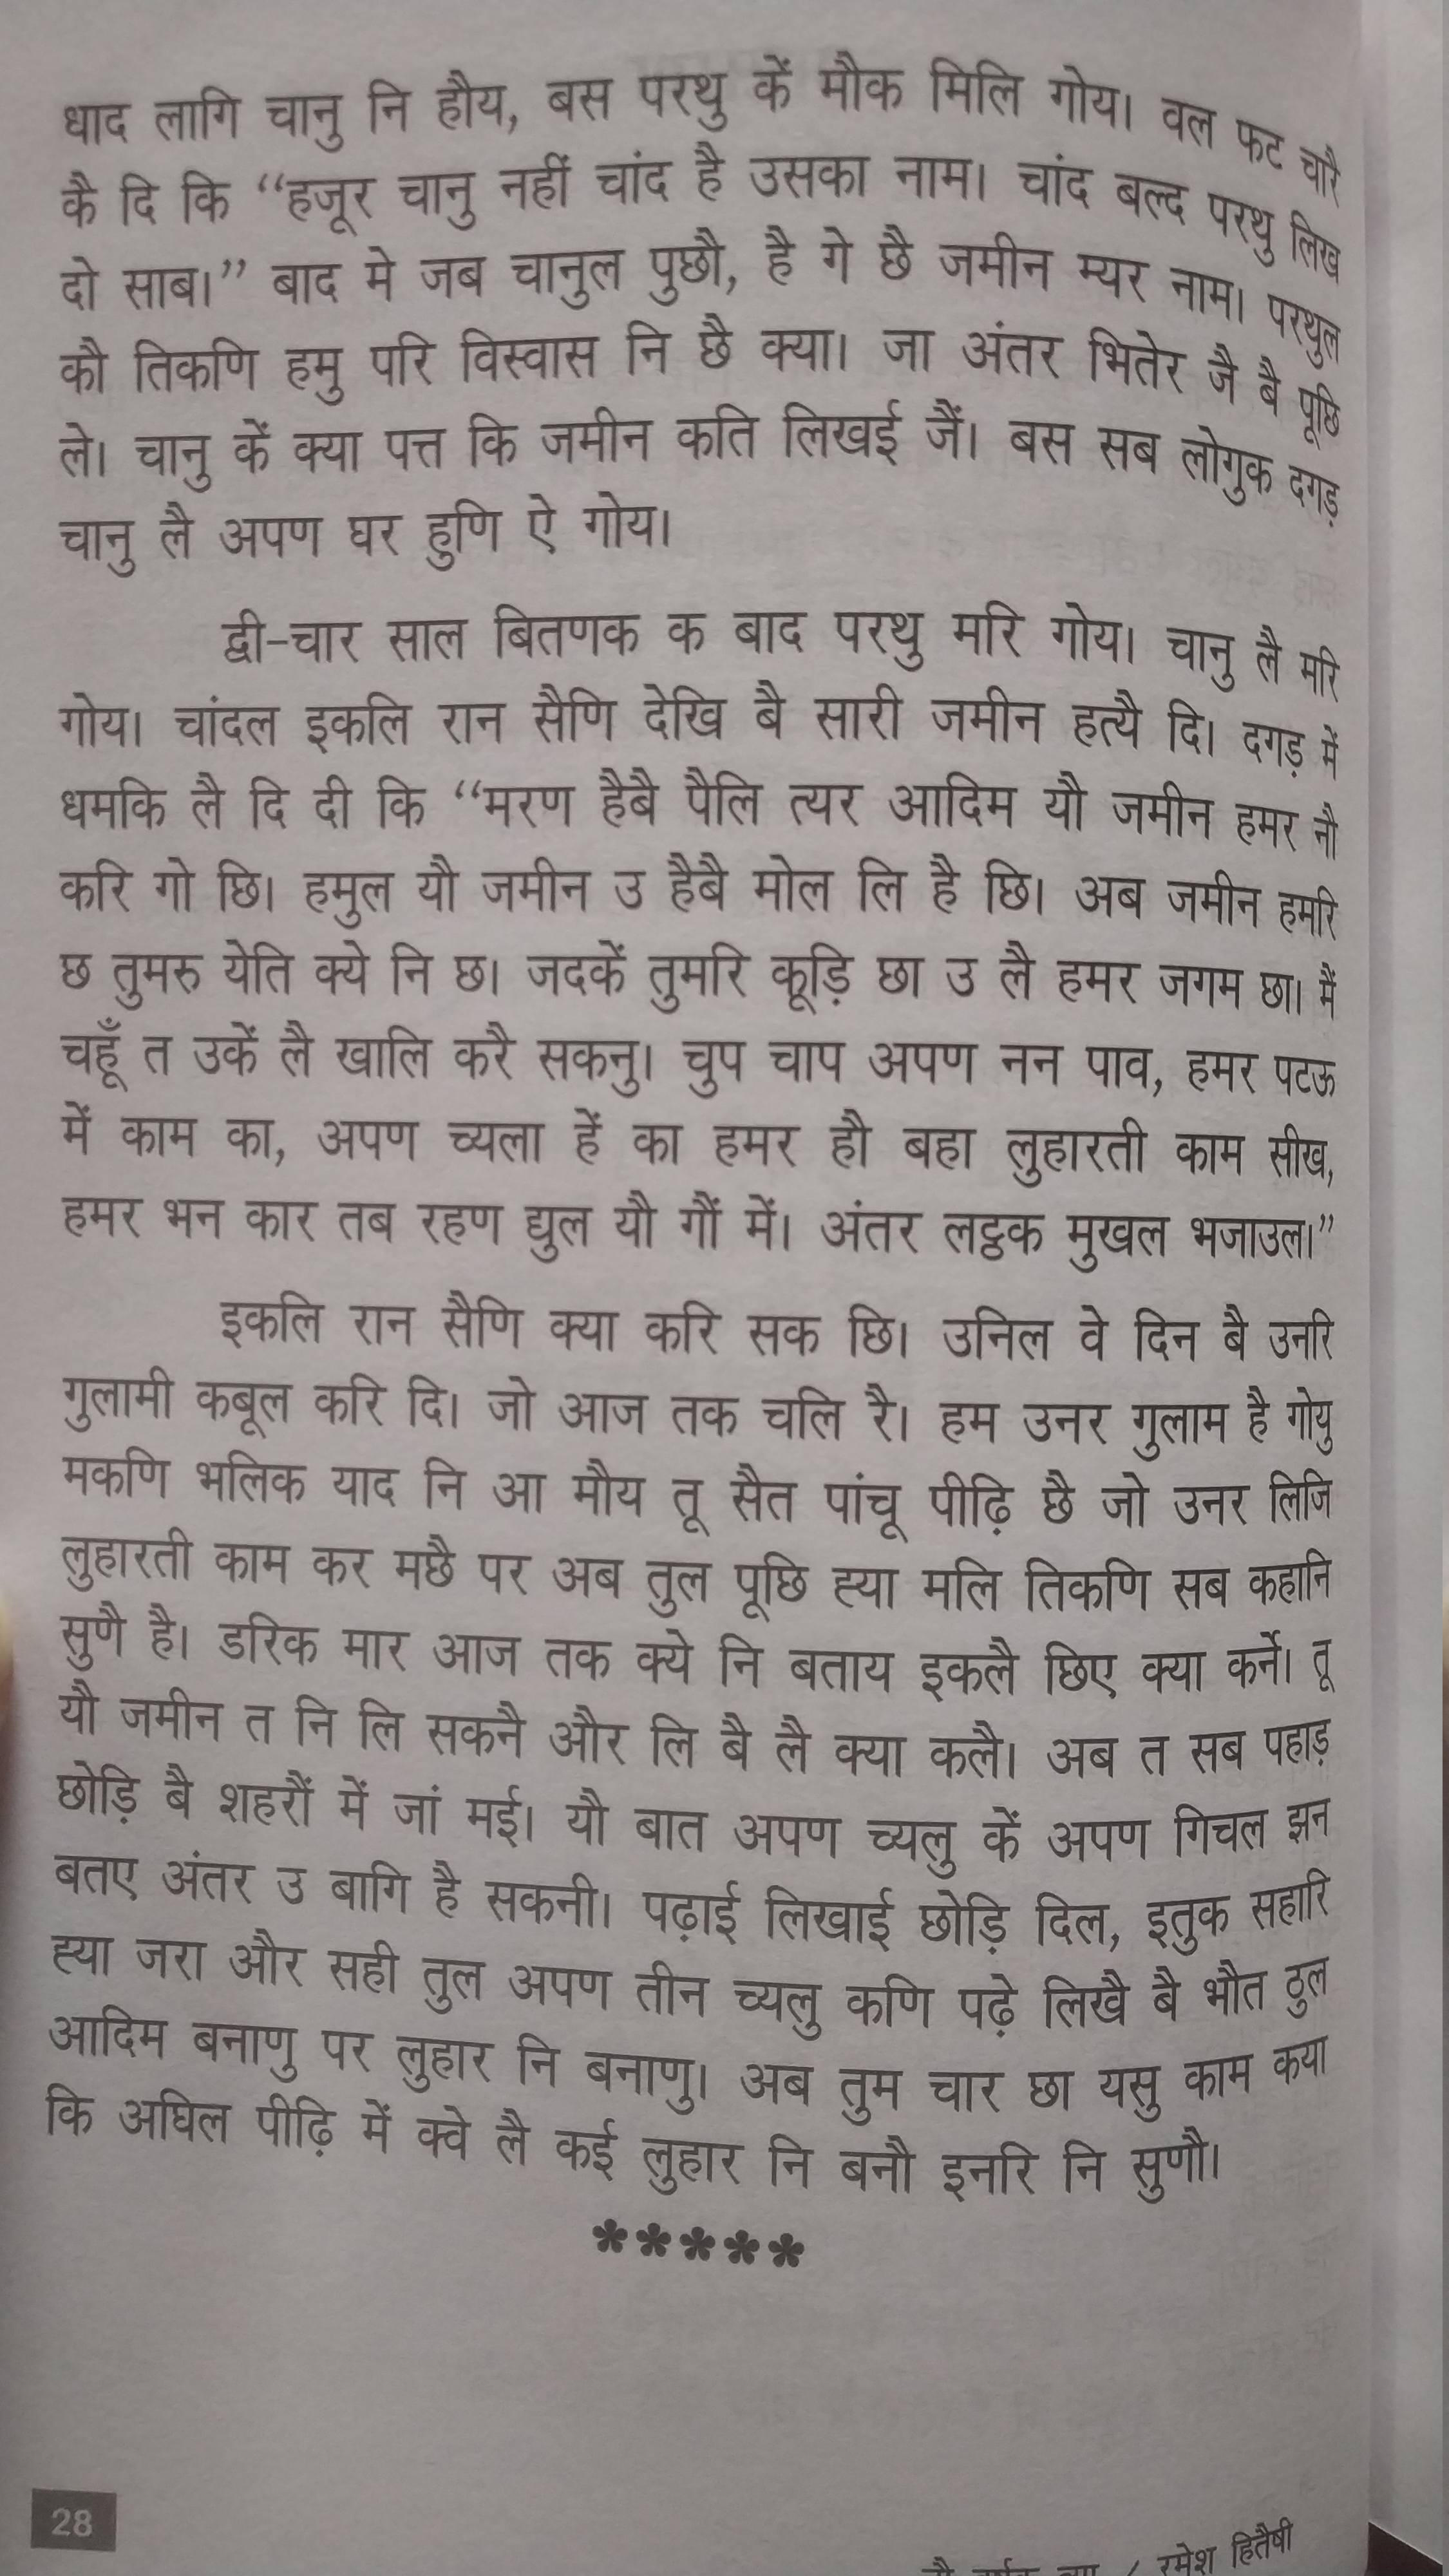 धाद लागि चानु नि हौय, बस परथु कें मौक मिलि गोय। वल फट चारै
कै दि कि “हजूर चानु नहीं चांद है उसका नाम। चांद बल्द परथु लिख
दो साब।” बाद मे जब चानुल पुछौ, है गे छै जमीन म्यर नाम। परथुल
कौ तिकणि हमु परि विस्वास नि छै क्या। जा अंतर भितेर जै बै पूछि
ले। चानु कें क्या पत्त कि जमीन कति लिखई जैं। बस सब लोगुक दगड़
चानु लै अपण घर हुणि ऐ गोय।
द्वी-चार साल बितणक क बाद परथु मरि गोय। चानु लै मरि
गोय। चांदल इकलि रान सैणि देखि बै सारी जमीन हत्यै दि। दगड़ में
धमकि लै दि दी कि “मरण हैबै पैलि त्यर आदिम यौ जमीन हमर नौ
करि गो छि। हमुल यौ जमीन उ हैबै मोल लि है छि। अब जमीन हमरि
छ तुमरु येति क्ये नि छ। जदकें तुमरि कूड़ि छा उ लै हमर जगम छा। मैं
चहूँ त उकें लै खालि करै सकनु। चुप चाप अपण नन पाव, हमर पटऊ
में काम का, अपण च्यला हें का हमर हौ बहा लुहारती काम सीख,
हमर भन कार तब रहण द्युल यौ गौं में। अंतर लट्ठक मुखल भजाउल।”
इकलि रान सैणि क्या करि सक छि। उनिल वे दिन बै उनरि
गुलामी कबूल करि दि। जो आज तक चलि रै। हम उनर गुलाम है गोयु
मकणि भलिक याद नि आ मौय तू सैत पांचू पीढ़ि छै जो उनर लिजि
लुहारती काम कर मछै पर अब तुल पूछि ह्या मलि तिकणि सब कहानि
सुणै है। डरिक मार आज तक क्ये नि बताय इकलै छिए क्या कर्ने। तू
यौ जमीन त नि लि सकनै और लि बै लै क्या कलै। अब त सब पहाड़
छोड़ि बै शहरौं में जां मई। यौ बात अपण च्यलु कें अपण गिचल झन
बतए अंतर उ बागि है सकनी। पढ़ाई लिखाई छोड़ि दिल, इतुक सहारि
ह्या जरा और सही तुल अपण तीन च्यलु कणि पढ़े लिखै बै भौत ठुल
आदिम बनाणु पर लुहार नि बनाणु। अब तुम चार छा यसु काम कया
कि अघिल पीढ़ि में क्वे लै कई लुहार नि बनौ इनरि नि सुणौ।
*****
28
/ रमेश हितैषी